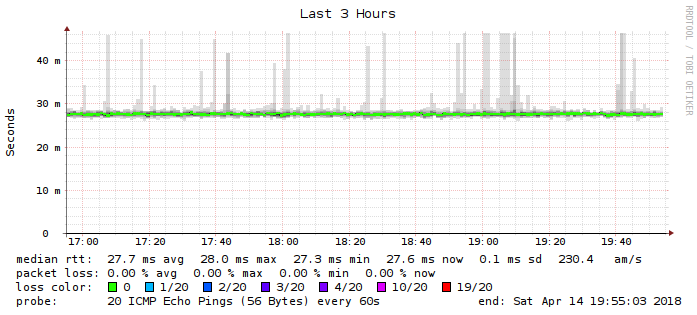 Last 3 Hours
RRDTOOL / TOBI OETIKER
Seconds
40 m
30 m
20 m
10 m
0
17:00 17:20 17:40 18:00 18:20 18:40 19:00 19:20 19:40
median rtt: 27.7 ms avg 28.0 ms max 27.3 ms min 27.6 ms now 0.1 ms sd 230.4 am/s
packet loss: 0.00 % avg 0.00 % max 0.00 % min 0.00 % now
loss color: 0 1/20 2/20 3/20 4/20 10/20 19/20
probe: 20 ICMP Echo Pings (56 Bytes) every 60s end: Sat Apr 14 19:55:03 2018